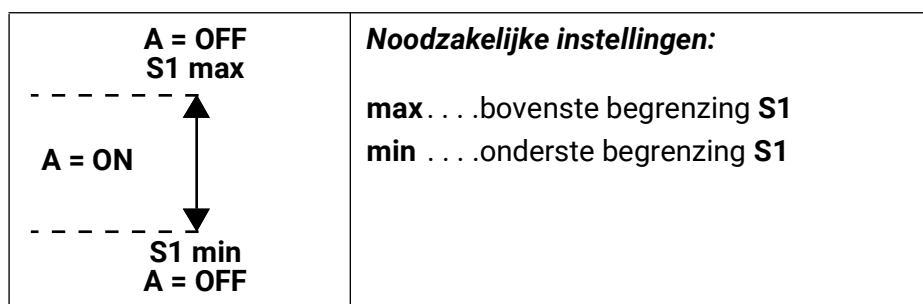 A = OFF
S1 max
A = ON
S1 min
A = OFF
Noodzakelijke instellingen:
max. . . .bovenste begrenzing S1
min . . . .onderste begrenzing S1